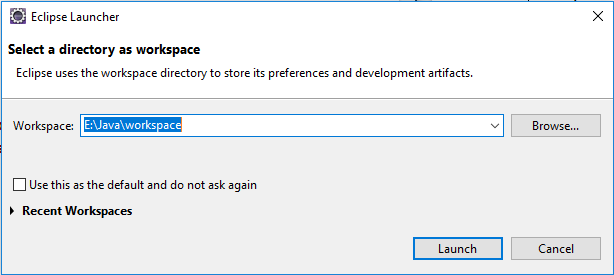 Eclipse Launcher
Select a directory as workspace
Eclipse uses the workspace directory to store its preferences and development artifacts.
Workspace: E:\Java\workspace Browse...
Use this as the default and do not ask again
Recent Workspaces
Launch Cancel